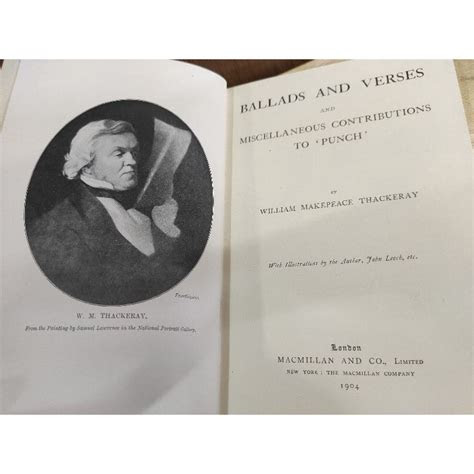 W. M. THACKERAY,
From the Painting by Samuel Lawrence in the National Portrait Gallery.
BALLADS AND VERSES
AND
MISCELLANEOUS CONTRIBUTIONS
TO 'PUNCH'
BY
WILLIAM MAKEPEACE THACKERAY
With Illustrations by the Author, John Leech, etc.
London
MACMILLAN AND CO., LIMITED
NEW YORK : THE MACMILLAN COMPANY
1904